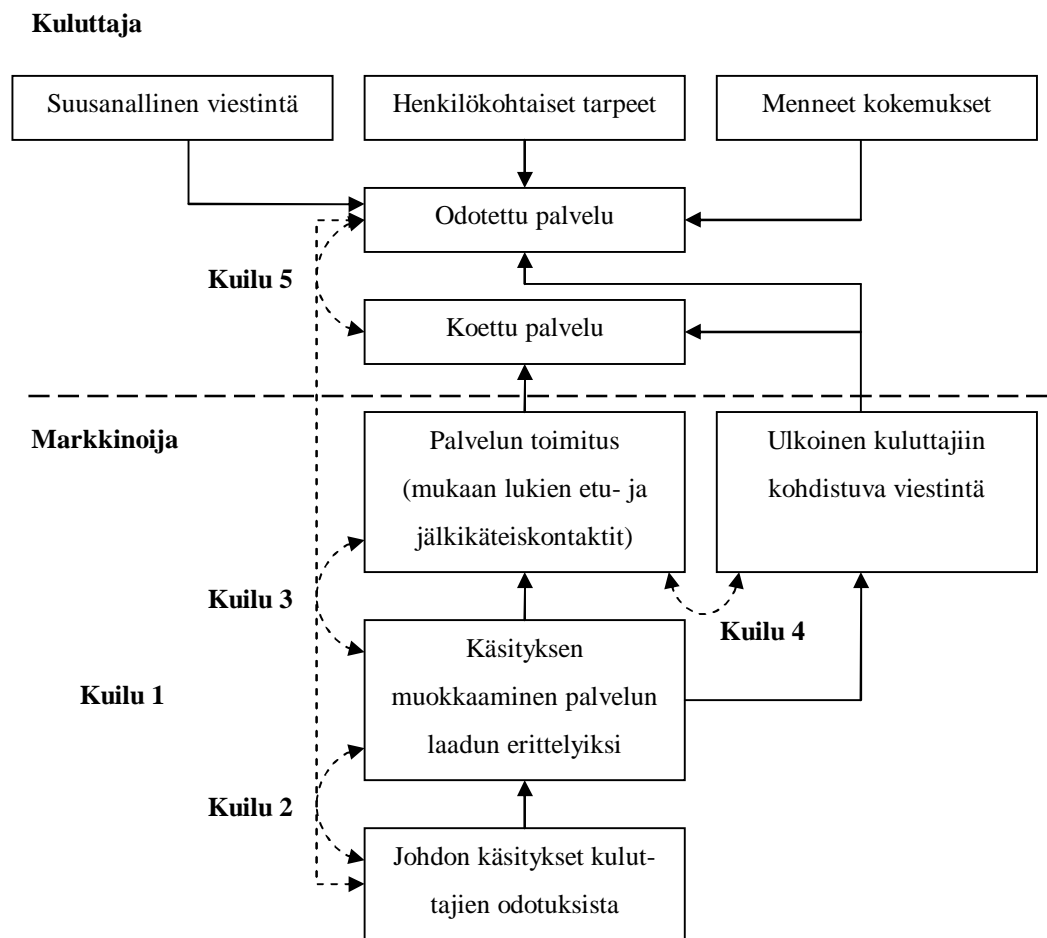 Kuluttaja
Suusanallinen viestintä
Henkilökohtaiset tarpeet
Menneet kokemukset
Odotettu palvelu
Kuilu 5
Koettu palvelu
Markkinoija
Palvelun toimitus
(mukaan lukien etu- ja
jälkikäteiskontaktit)
Ulkoinen kuluttajiin
kohdistuva viestintä
Kuilu 3
Kuilu 4
Käsityksen
muokkaaminen palvelun
laadun erittelyiksi
Kuilu 1
Kuilu 2
Johdon käsitykset kulut-
tajien odotuksista